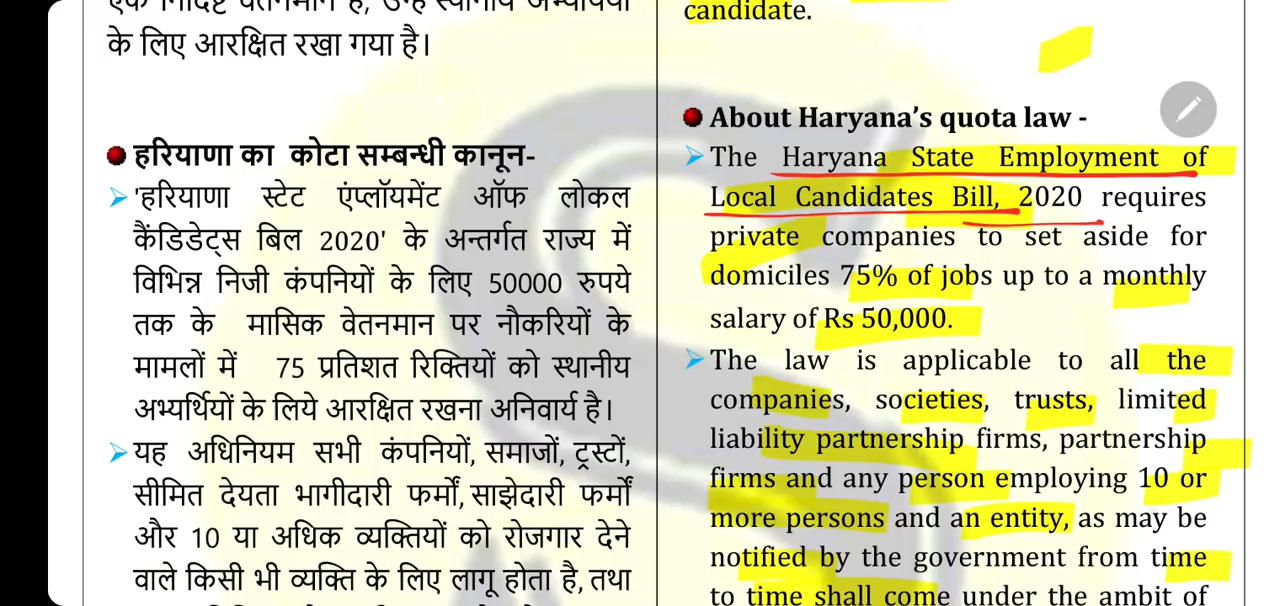 एक निर्दिष्ट वेतनमान है, उन्हें स्थानीय अभ्यर्थियों
के लिए आरक्षित रखा गया है।
हरियाणा का कोटा सम्बन्धी कानून-
'हरियाणा स्टेट एंप्लॉयमेंट ऑफ लोकल
कैंडिडेट्स बिल 2020' के अन्तर्गत राज्य में
विभिन्न निजी कंपनियों के लिए 50000 रुपये
तक के मासिक वेतनमान पर नौकरियों के
मामलों में 75 प्रतिशत रिक्तियों को स्थानीय
अभ्यर्थियों के लिये आरक्षित रखना अनिवार्य है।
यह अधिनियम सभी कंपनियों, समाजों, ट्रस्टों,
सीमित देयता भागीदारी फर्मों, साझेदारी फर्मों
और 10 या अधिक व्यक्तियों को रोजगार देने
वाले किसी भी व्यक्ति के लिए लागू होता है, तथा
candidate.
About Haryana’s quota law -
The Haryana State Employment of
Local Candidates Bill, 2020 requires
private companies to set aside for
domiciles 75% of jobs up to a monthly
salary of Rs 50,000.
The law is applicable to all the
companies, societies, trusts, limited
liability partnership firms, partnership
firms and any person employing 10 or
more persons and an entity, as may be
notified by the government from time
to time shall come under the ambit of